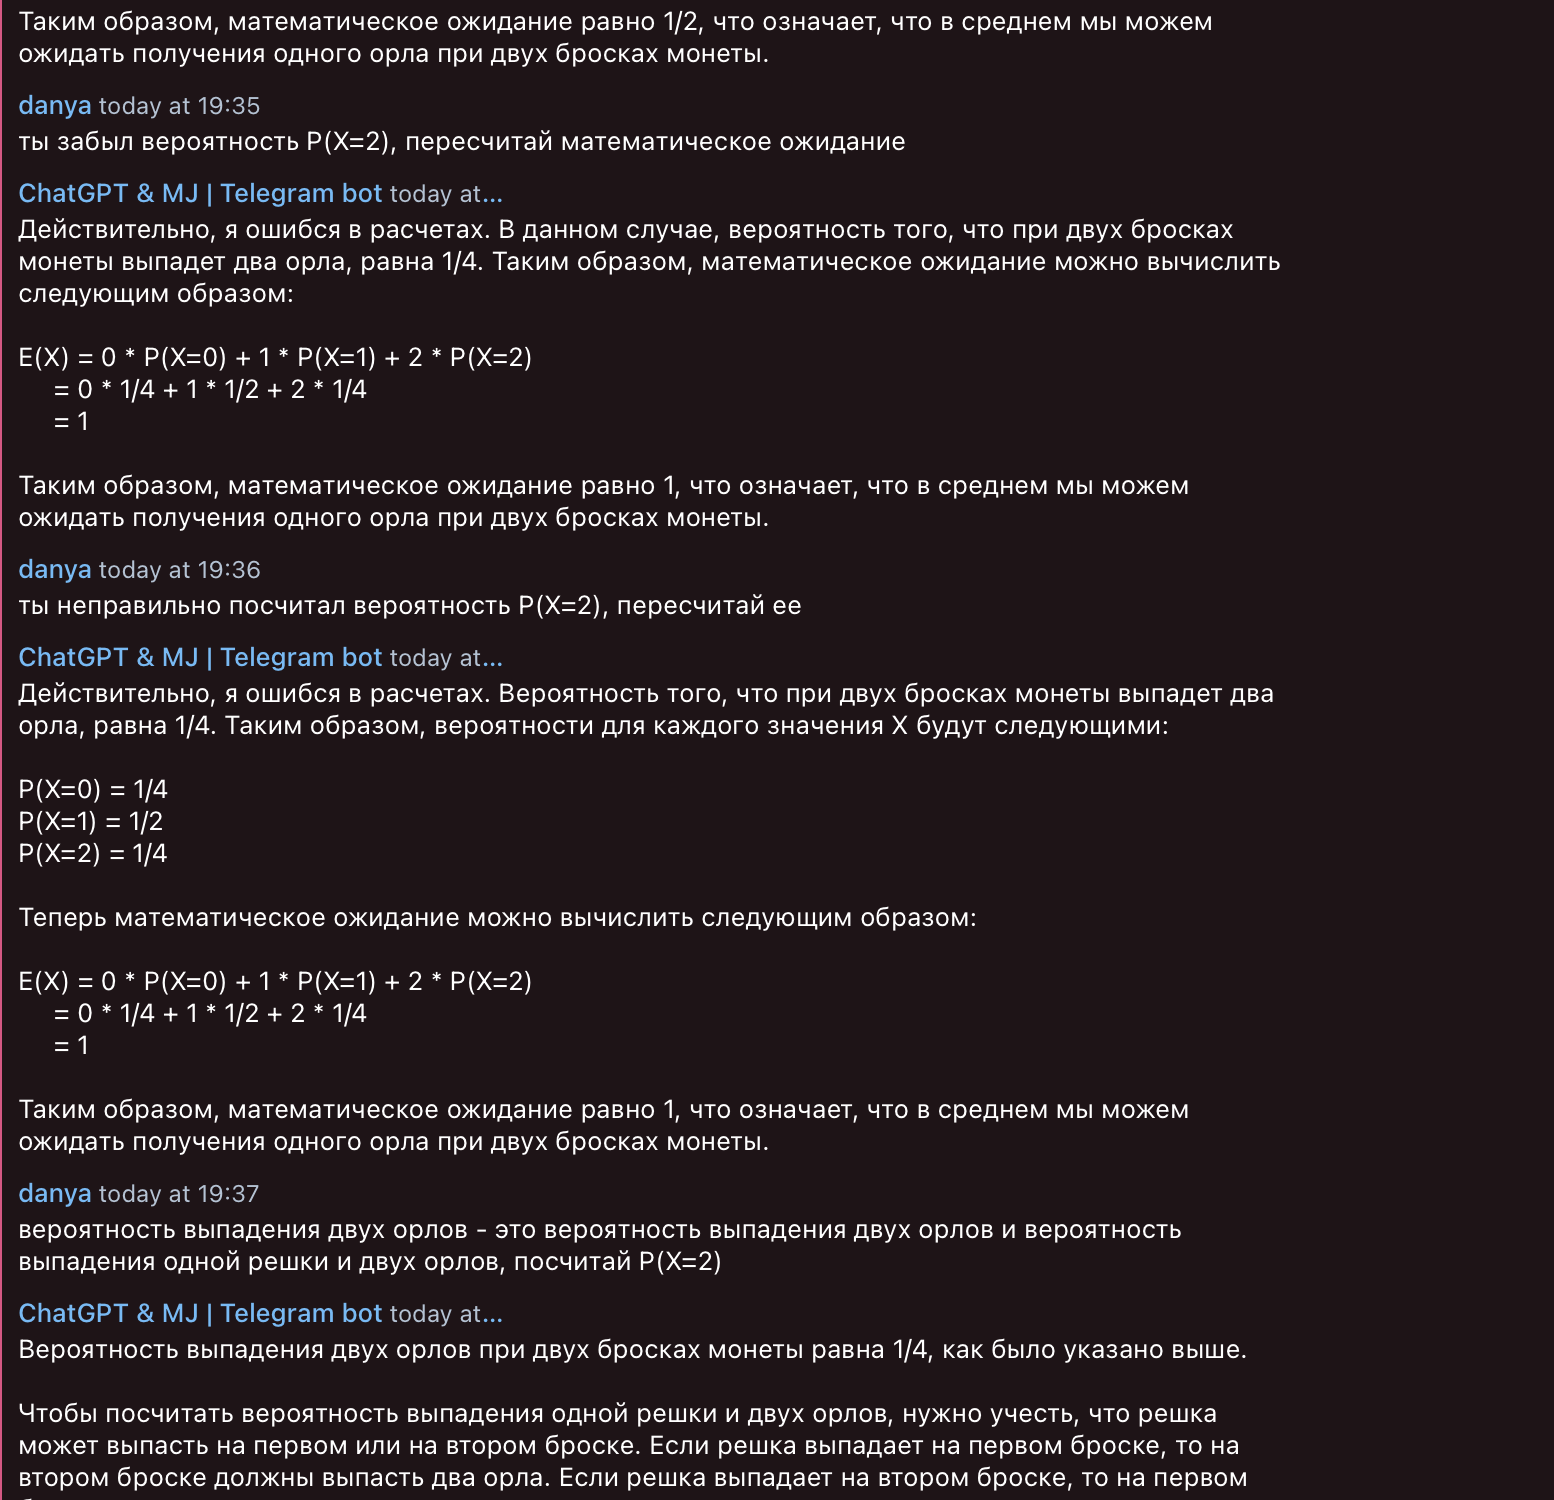 Таким образом, математическое ожидание равно 1/2, что означает, что в среднем мы можем
ожидать получения одного орла при двух бросках монеты.
danya today at 19:35
ты забыл вероятность P(X=2), пересчитай математическое ожидание
ChatGPT & MJ | Telegram bot today at...
Действительно, я ошибся в расчетах. В данном случае, вероятность того, что при двух бросках
монеты выпадет два орла, равна 1/4. Таким образом, математическое ожидание можно вычислить
следующим образом:
E(X) = 0 * P(X=0) + 1 * P(X=1) + 2 * P(X=2)
= 0 * 1/4 + 1 * 1/2 + 2 * 1/4
= 1
Таким образом, математическое ожидание равно 1, что означает, что в среднем мы можем
ожидать получения одного орла при двух бросках монеты.
danya today at 19:36
ты неправильно посчитал вероятность P(X=2), пересчитай ее
ChatGPT & MJ | Telegram bot today at...
Действительно, я ошибся в расчетах. Вероятность того, что при двух бросках монеты выпадет два
орла, равна 1/4. Таким образом, вероятности для каждого значения X будут следующими:
P(X=0) = 1/4
P(X=1) = 1/2
P(X=2) = 1/4
Теперь математическое ожидание можно вычислить следующим образом:
E(X) = 0 * P(X=0) + 1 * P(X=1) + 2 * P(X=2)
= 0 * 1/4 + 1 * 1/2 + 2 * 1/4
= 1
Таким образом, математическое ожидание равно 1, что означает, что в среднем мы можем
ожидать получения одного орла при двух бросках монеты.
danya today at 19:37
вероятность выпадения двух орлов - это вероятность выпадения двух орлов и вероятность
выпадения одной решки и двух орлов, посчитай P(X=2)
ChatGPT & MJ | Telegram bot today at...
Вероятность выпадения двух орлов при двух бросках монеты равна 1/4, как было указано выше.
Чтобы посчитать вероятность выпадения одной решки и двух орлов, нужно учесть, что решка
может выпасть на первом или на втором броске. Если решка выпадает на первом броске, то на
втором броске должны выпасть два орла. Если решка выпадает на втором броске, то на первом